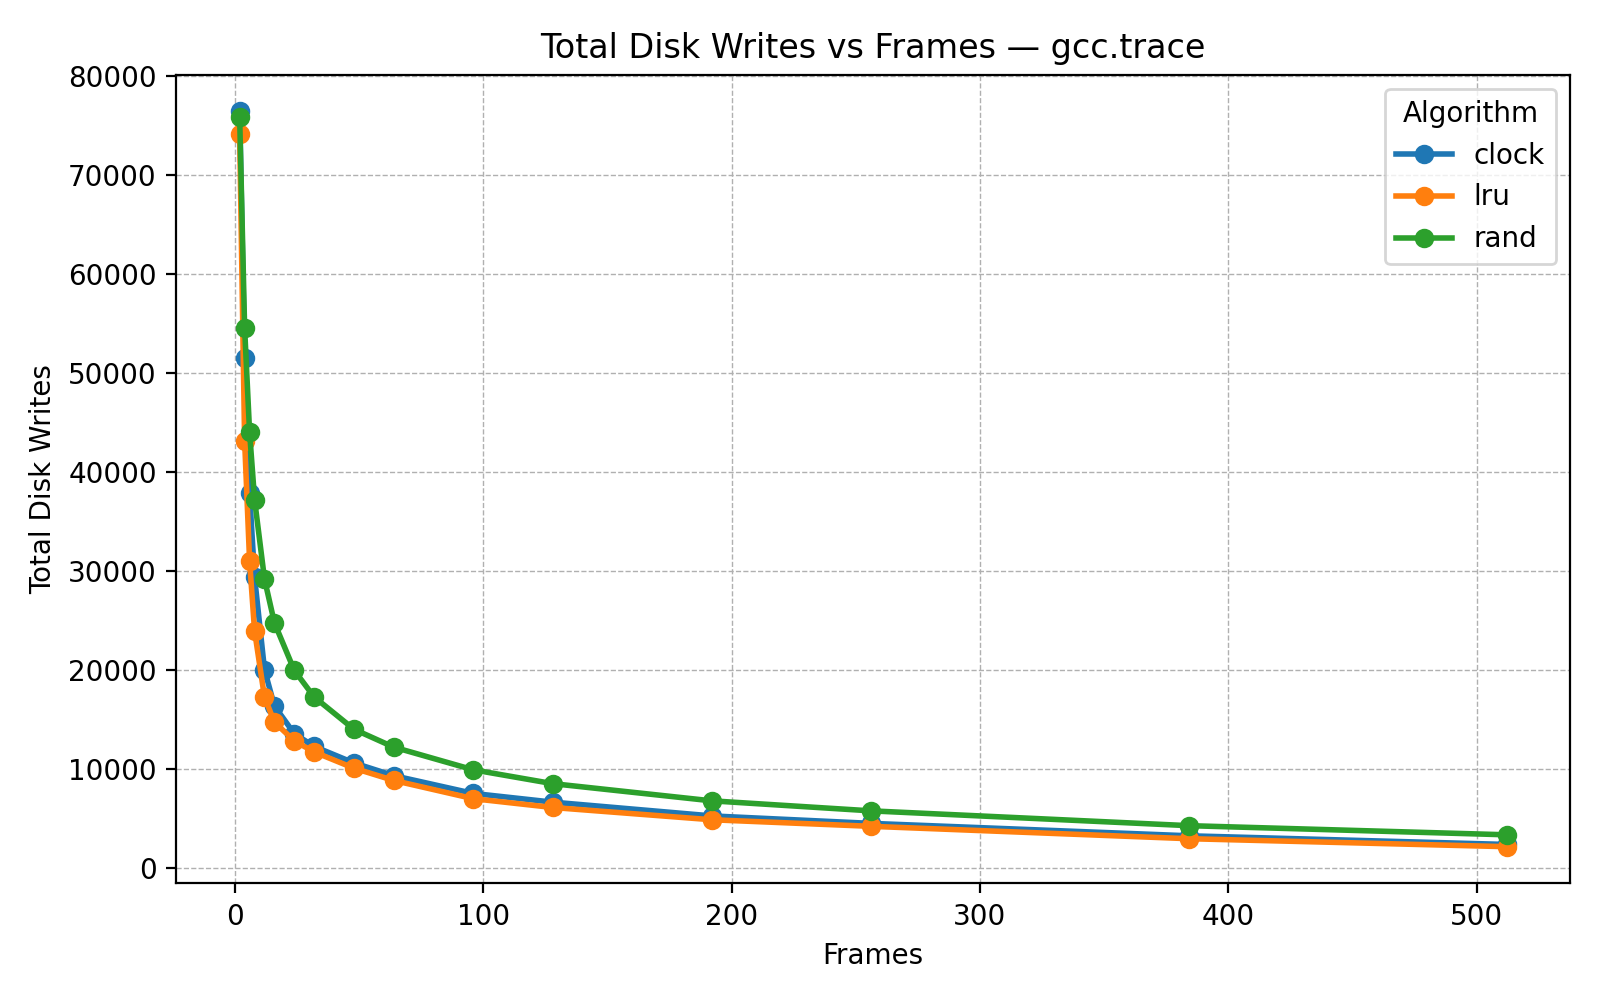 Total Disk Writes vs Frames — gcc.trace
80000
70000
60000
50000
40000
30000
20000
10000
0
Total Disk Writes
Algorithm
clock
lru
rand
0 100 200 300 400 500
Frames